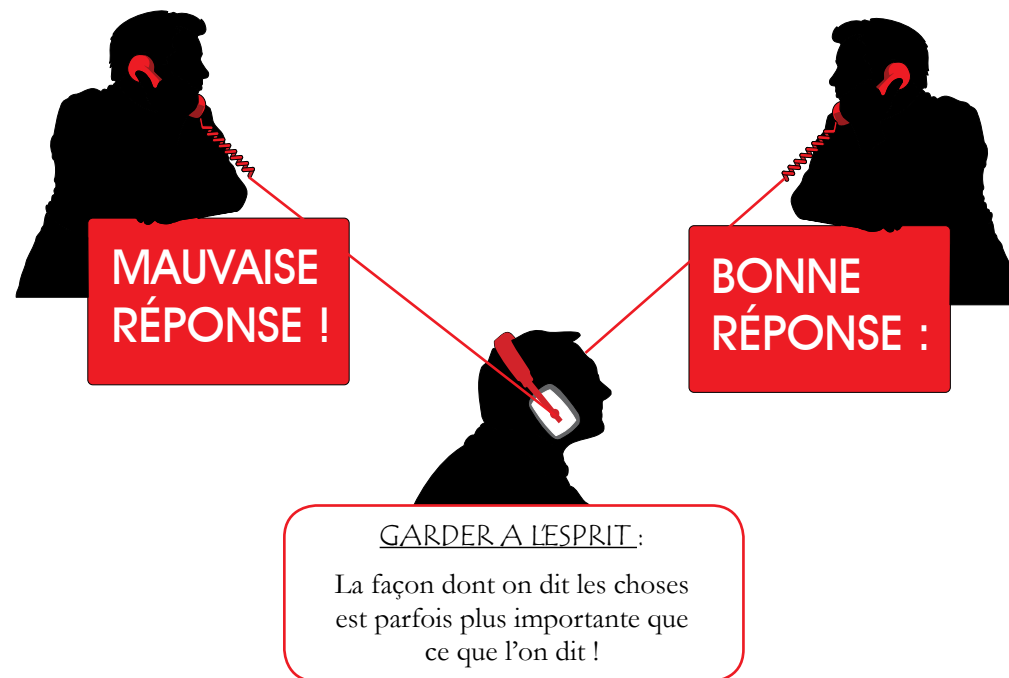 MAUVAISE
RÉPONSE !
BONNE
RÉPONSE :
GARDER A L'ESPRIT :
La façon dont on dit les choses
est parfois plus importante que
ce que l'on dit !